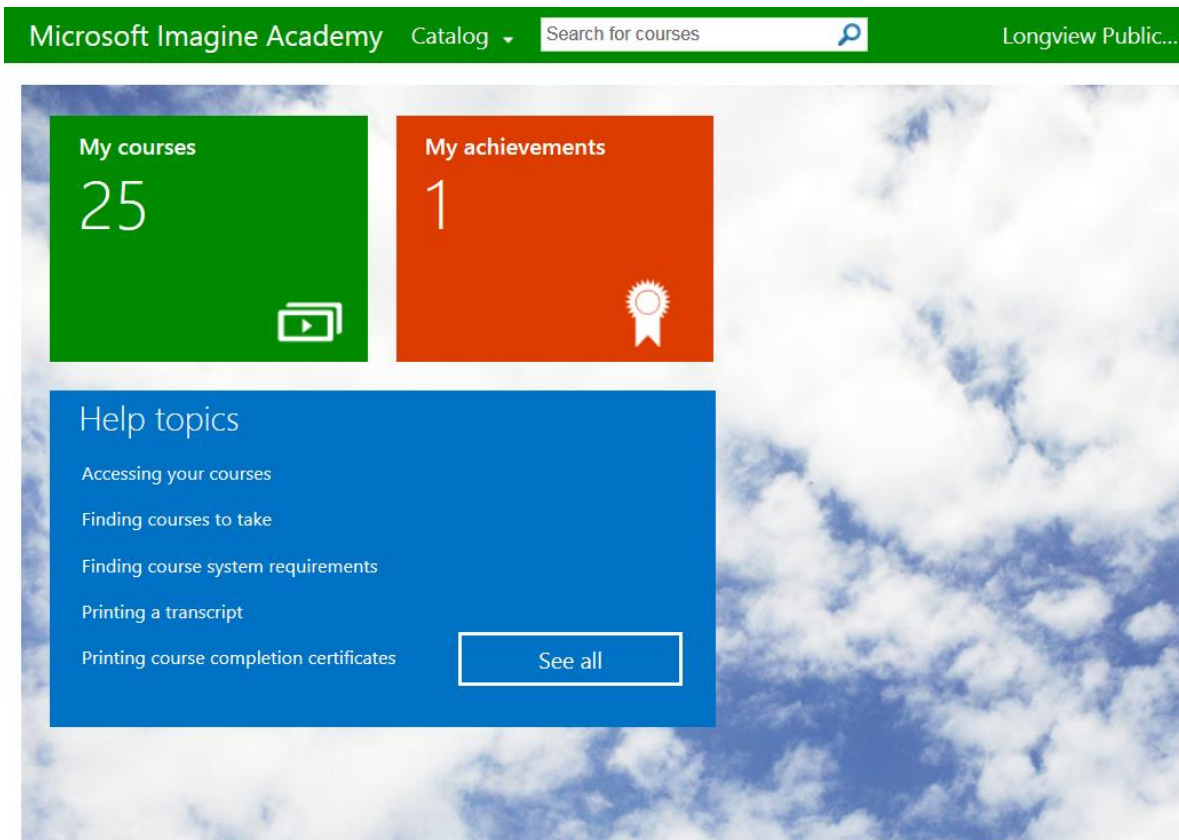 Microsoft Imagine Academy Catalog Search for courses Longview Public...
My courses
25
My achievements
1
Help topics
Accessing your courses
Finding courses to take
Finding course system requirements
Printing a transcript
Printing course completion certificates
See all